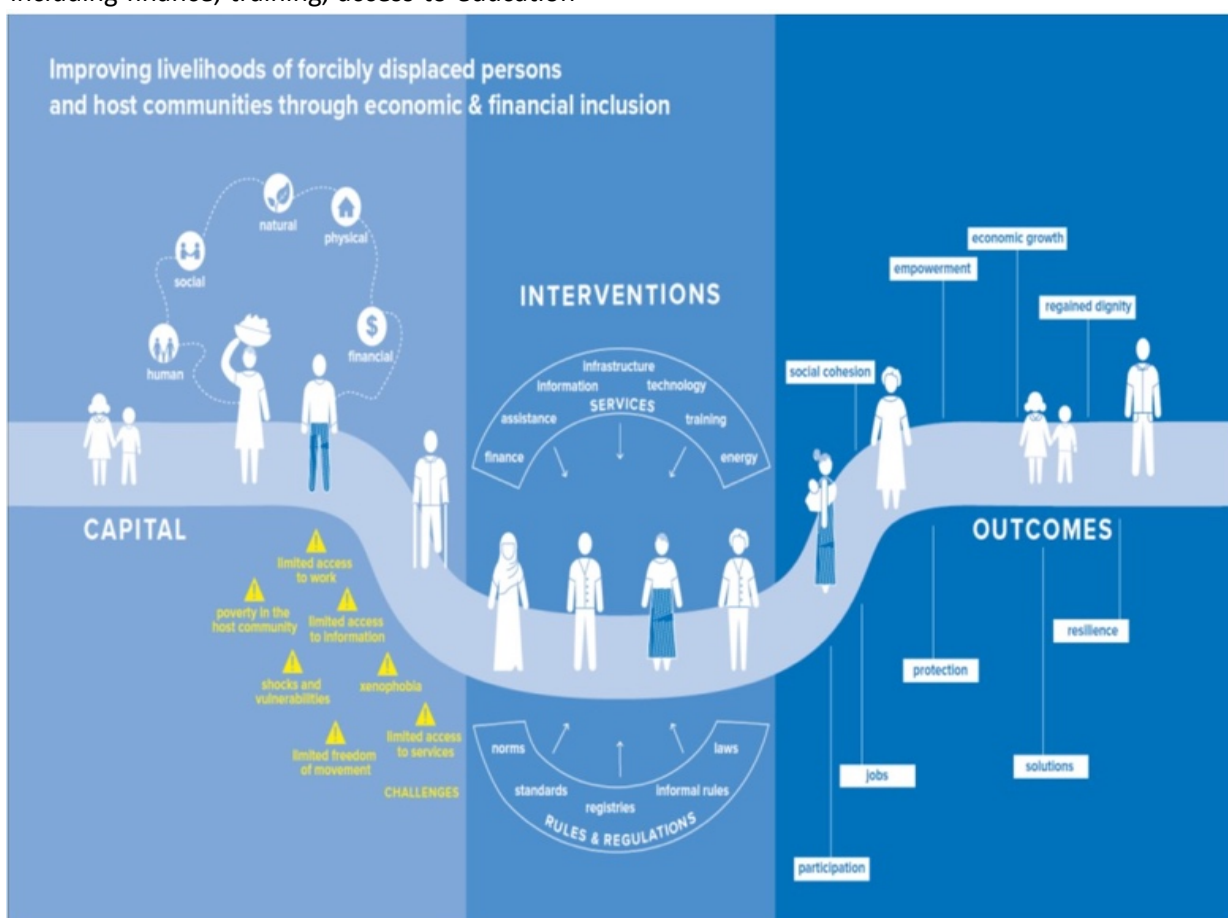 including finance, training, access to education
Improving livelihoods of forcibly displaced persons
and host communities through economic & financial inclusion
natural
physical
social
financial
human
CAPITAL
limited access
to work
poverty in the
host community
limited access
to information
shocks and
vulnerabilities
xenophobia
limited access
to services
limited freedom
of movement
CHALLENGES
INTERVENTIONS
infrastructure
information
technology
SERVICES
assistance
training
finance
energy
norms
laws
standards
informal rules
registries
RULES & REGULATIONS
economic growth
empowerment
regained dignity
social cohesion
OUTCOMES
resilience
protection
solutions
jobs
participation